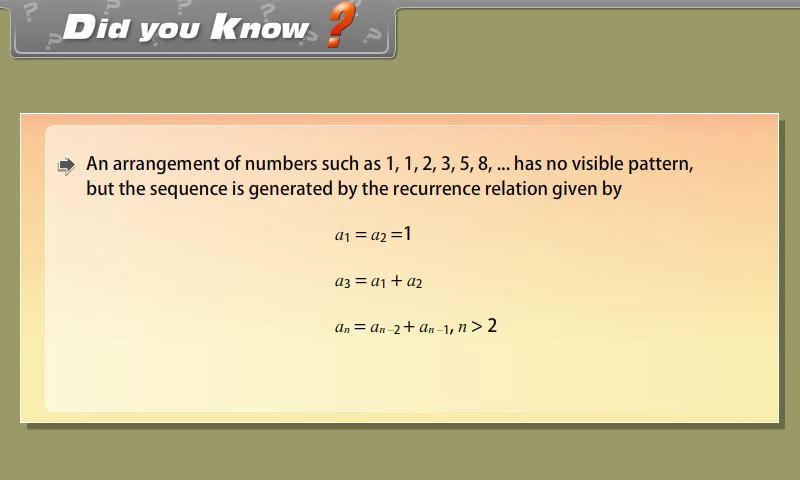 Did you Know ?
An arrangement of numbers such as 1, 1, 2, 3, 5, 8, ... has no visible pattern,
but the sequence is generated by the recurrence relation given by
a₁ = a₂ =1
a₃ = a₁ + a₂
aₙ = aₙ₋₂ + aₙ₋₁, n > 2